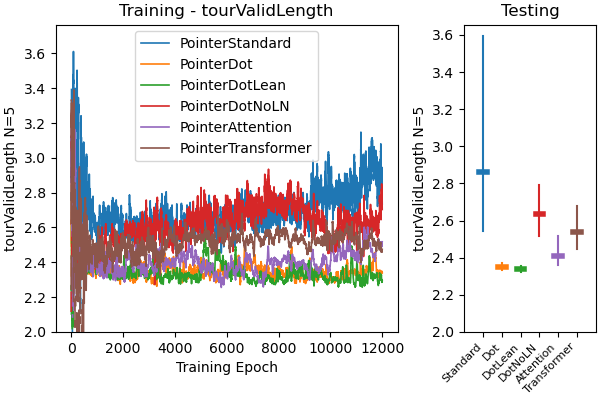 Training - tourValidLength
tourValidLength N=5
3.6
3.4
3.2
3.0
2.8
2.6
2.4
2.2
2.0
PointerStandard
PointerDot
PointerDotLean
PointerDotNoLN
PointerAttention
PointerTransformer
0 2000 4000 6000 8000 10000 12000
Training Epoch
Testing
tourValidLength N=5
3.6
3.4
3.2
3.0
2.8
2.6
2.4
2.2
2.0
Standard
Dot
DotLean
DotNoLN
Attention
Transformer